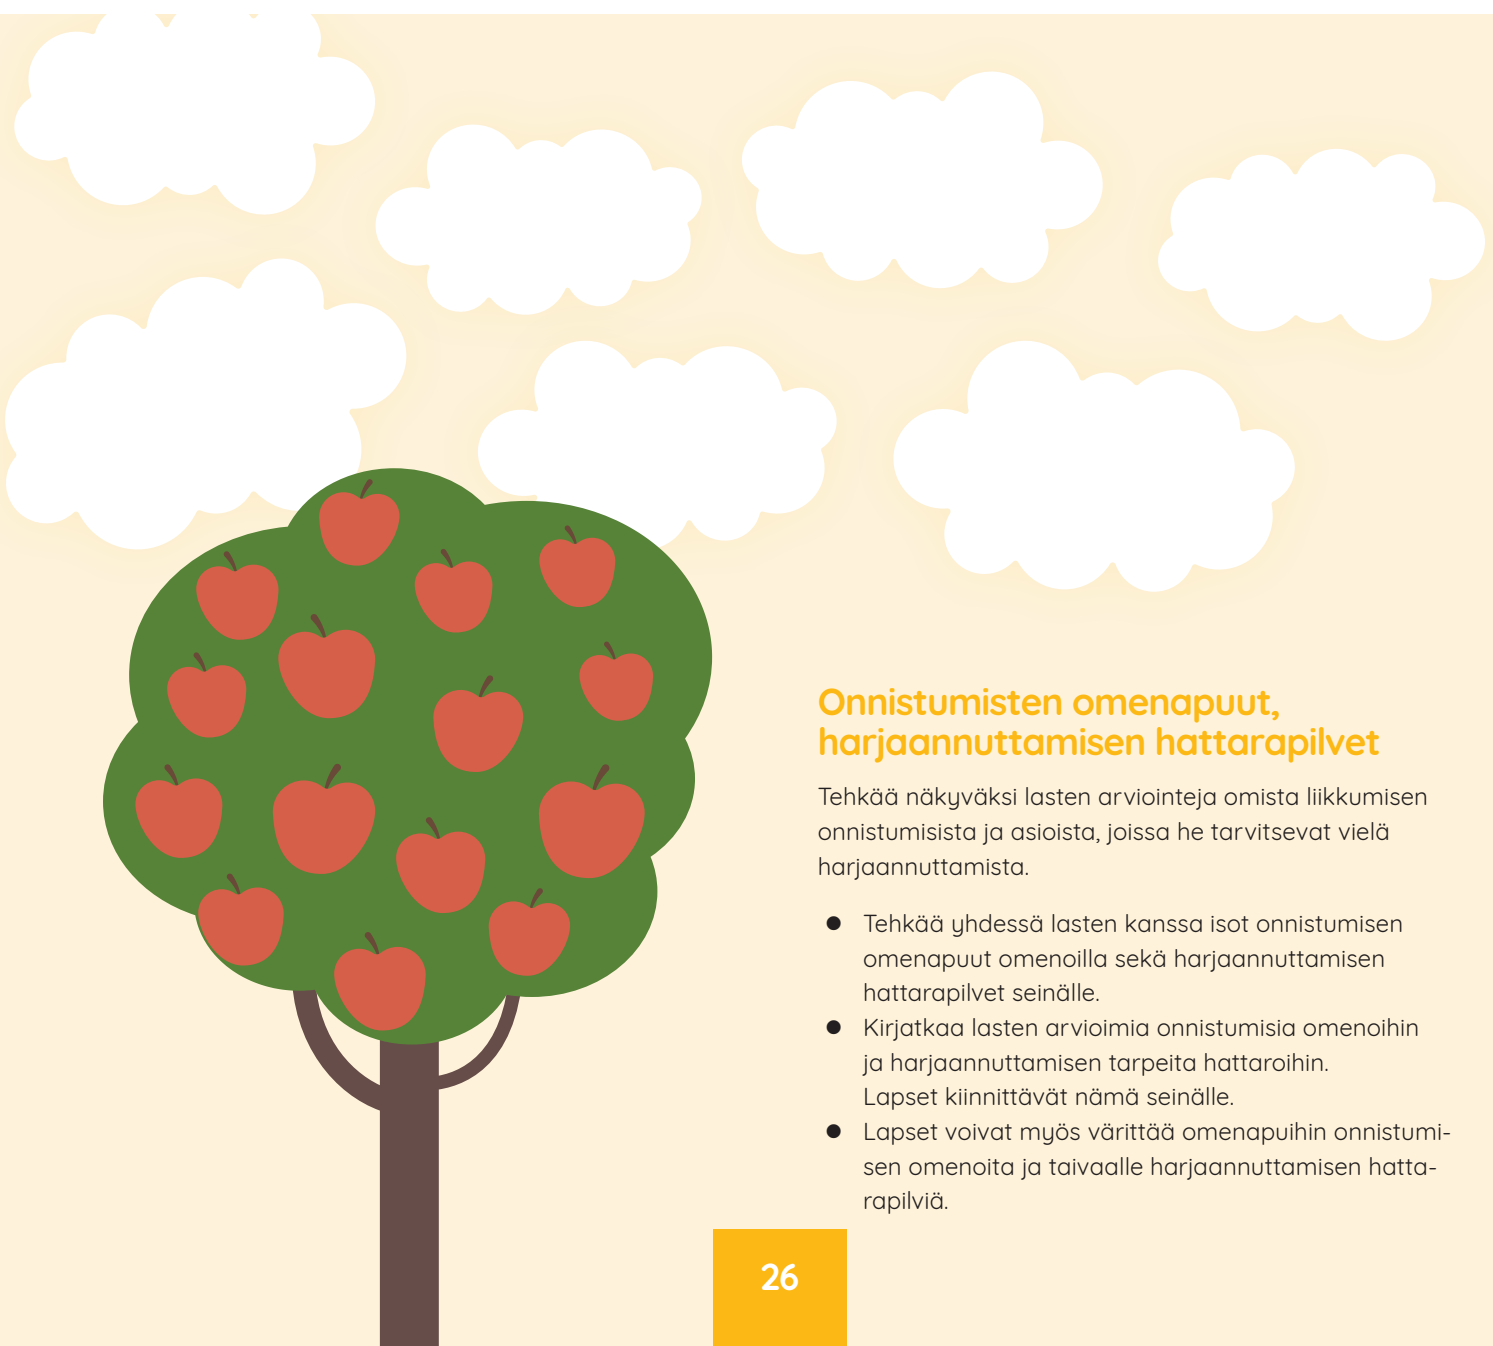 Onnistumisten omenapuut,
harjaannuttamisen hattarapilvet
Tehkää näkyväksi lasten arviointeja omista liikkumisen
onnistumisista ja asioista, joissa he tarvitsevat vielä
harjaannuttamista.
● Tehkää yhdessä lasten kanssa isot onnistumisen
omenapuut omenoilla sekä harjaannuttamisen
hattarapilvet seinälle.
● Kirjatkaa lasten arvioimia onnistumisia omenoihin
ja harjaannuttamisen tarpeita hattaroihin.
Lapset kiinnittävät nämä seinälle.
● Lapset voivat myös värittää omenapuihin onnistumi-
sen omenoita ja taivaalle harjaannuttamisen hatta-
rapilviä.
26